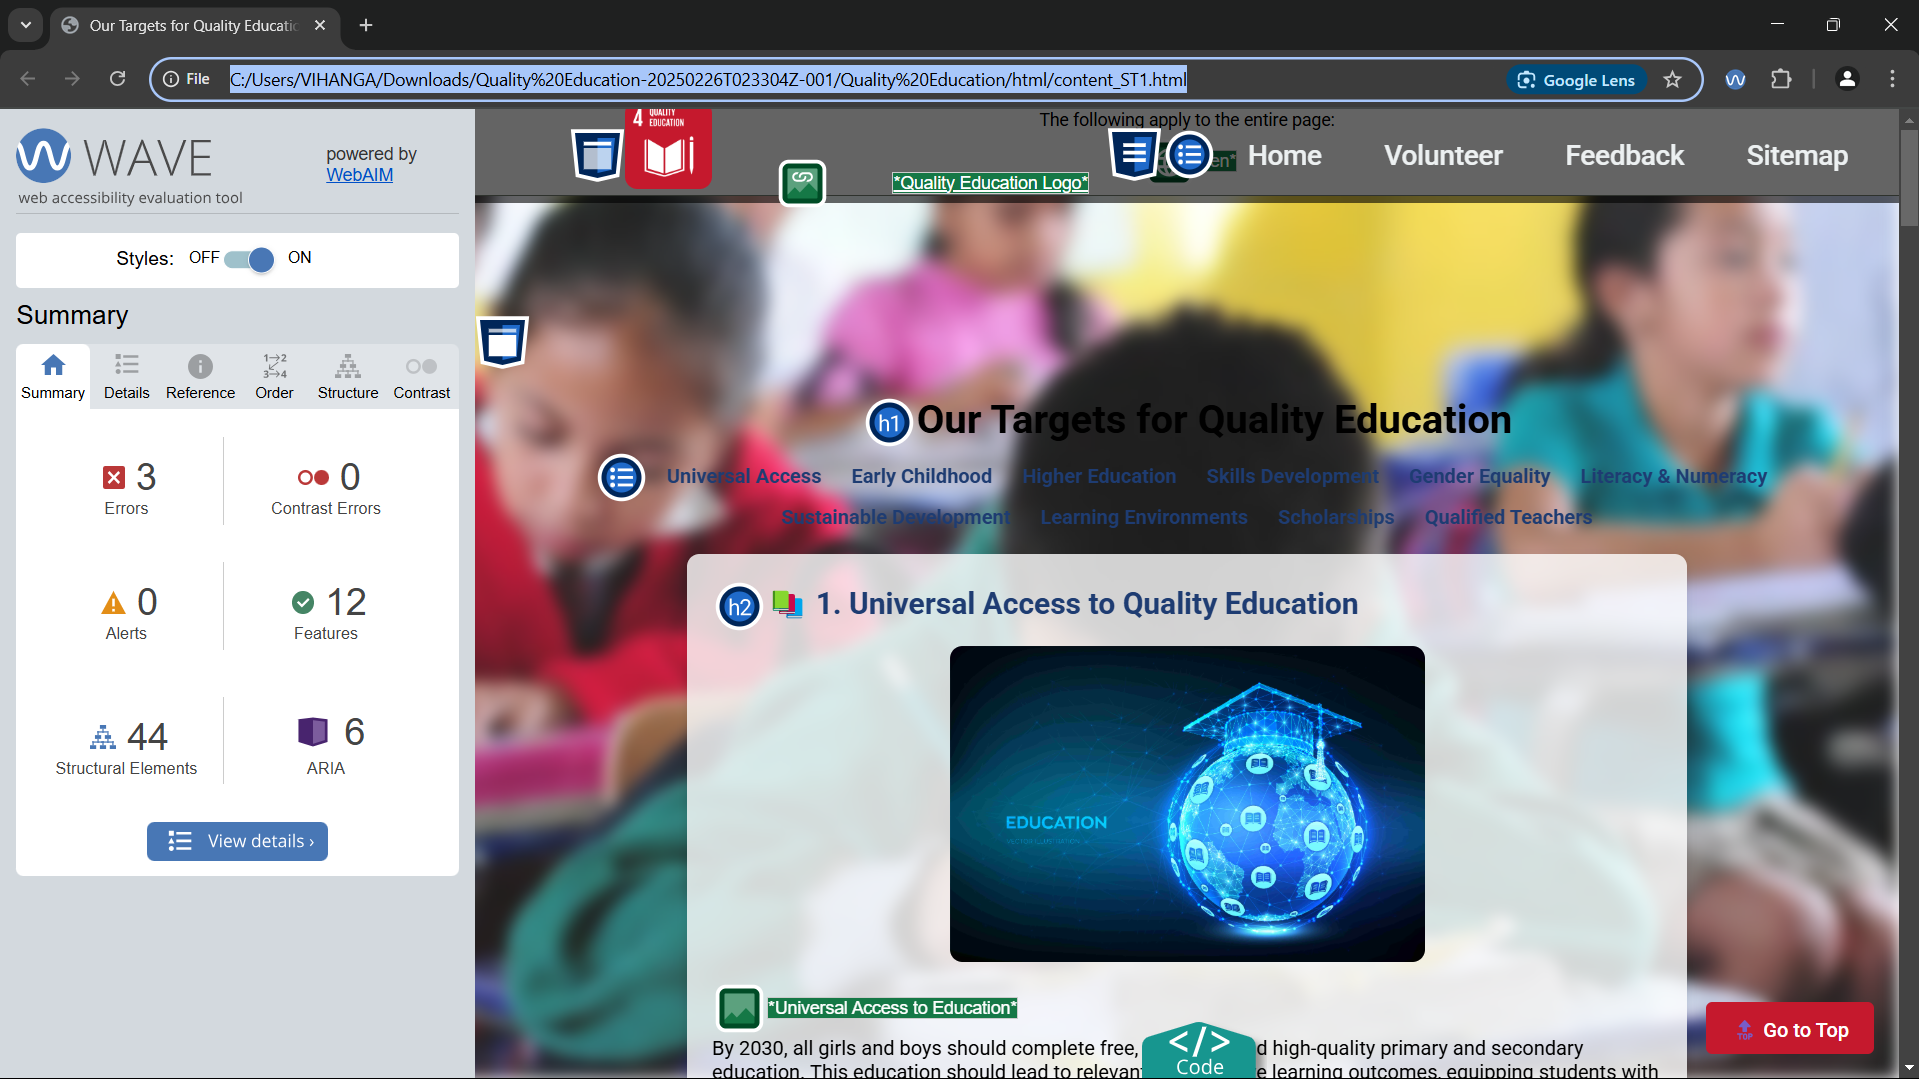 Our Targets for Quality Educatio
File
C:/Users/VIHANGA/Downloads/Quality%20Education-20250226T023304Z-001/Quality%20Education/html/content_ST1.html
Google Lens
WAVE
powered by
WebAIM
web accessibility evaluation tool
Styles: OFF ON
Summary
Summary Details Reference Order Structure Contrast
3
Errors
0
Contrast Errors
0
Alerts
12
Features
44
Structural Elements
6
ARIA
View details ›
4 QUALITY
EDUCATION
*Quality Education Logo*
The following apply to the entire page:
en*
Home Volunteer Feedback Sitemap
h1 Our Targets for Quality Education
Universal Access Early Childhood Higher Education Skills Development Gender Equality Literacy & Numeracy
Sustainable Development Learning Environments Scholarships Qualified Teachers
h2 1. Universal Access to Quality Education
EDUCATION
VECTOR ILLUSTRATION
*Universal Access to Education*
By 2030, all girls and boys should complete free, d high-quality primary and secondary
education. This education should lead to relevan e learning outcomes, equipping students with
</> Code
TOP Go to Top